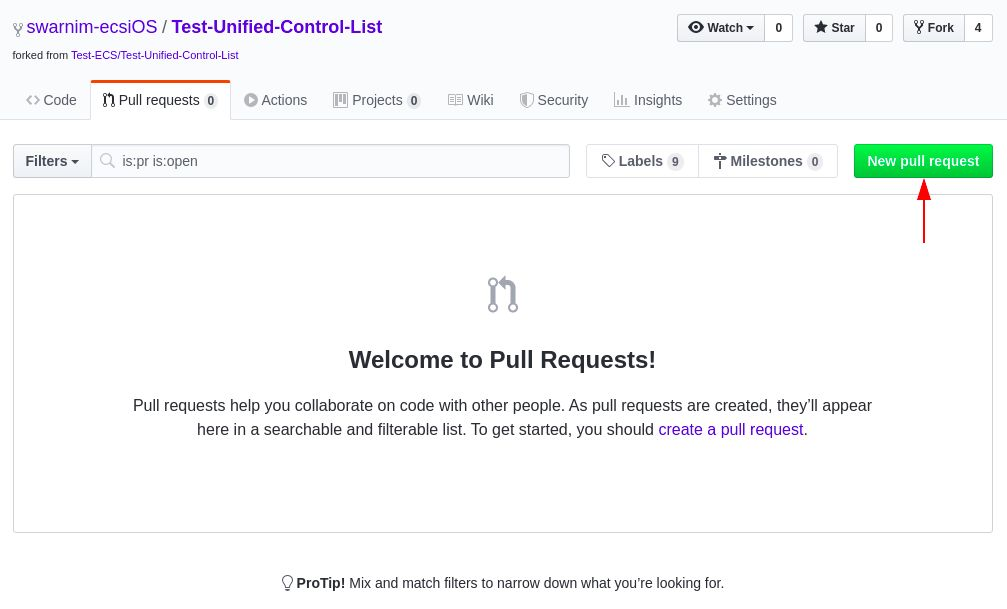 swarnim-ecsiOS / Test-Unified-Control-List
Watch 0 Star 0 Fork 4
forked from Test-ECS/Test-Unified-Control-List
Code Pull requests 0 Actions Projects 0 Wiki Security Insights Settings
Filters is:pr is:open Labels 9 Milestones 0 New pull request
Welcome to Pull Requests!
Pull requests help you collaborate on code with other people. As pull requests are created, they’ll appear
here in a searchable and filterable list. To get started, you should create a pull request.
ProTip! Mix and match filters to narrow down what you’re looking for.